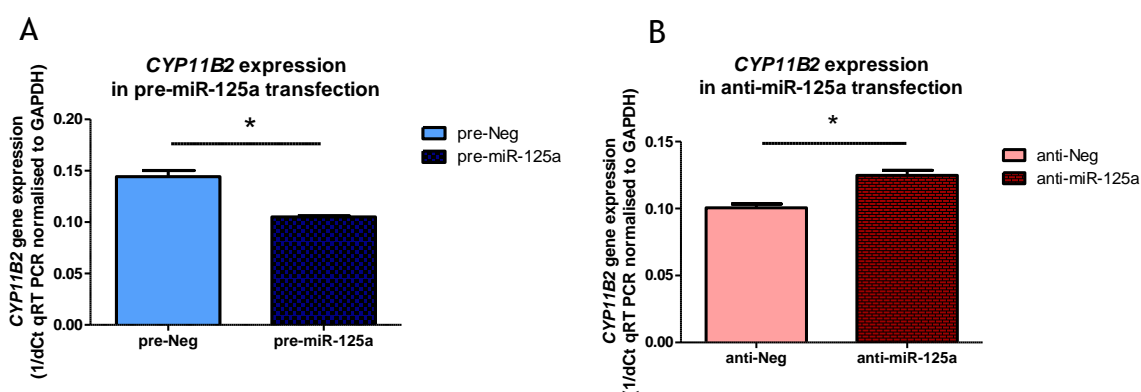 A
CYP11B2 expression
in pre-miR-125a transfection
CYP11B2 gene expression
(1/dCt qRT PCR normalised to GAPDH)
0.20
0.15
0.10
0.05
0.00
*
pre-Neg
pre-miR-125a
pre-Neg
pre-miR-125a
B
CYP11B2 expression
in anti-miR-125a transfection
CYP11B2 gene expression
(1/dCt qRT PCR normalised to GAPDH)
0.15
0.10
0.05
0.00
*
anti-Neg
anti-miR-125a
anti-Neg
anti-miR-125a